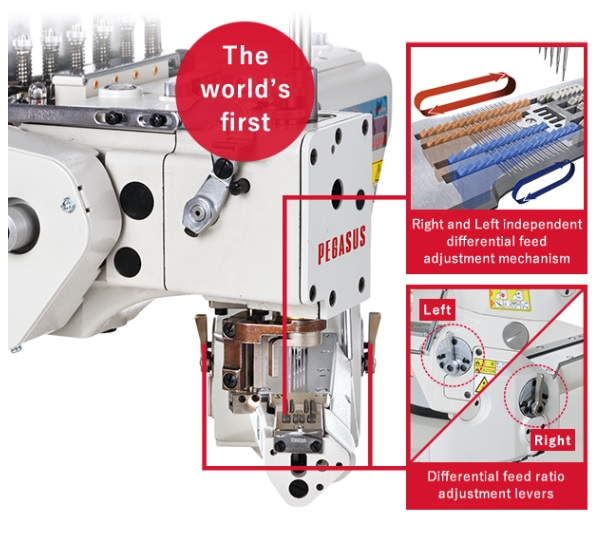 The
world's
first
PEGASUS
Right and Left independent
differential feed
adjustment mechanism
Left
Right
Differential feed ratio
adjustment levers